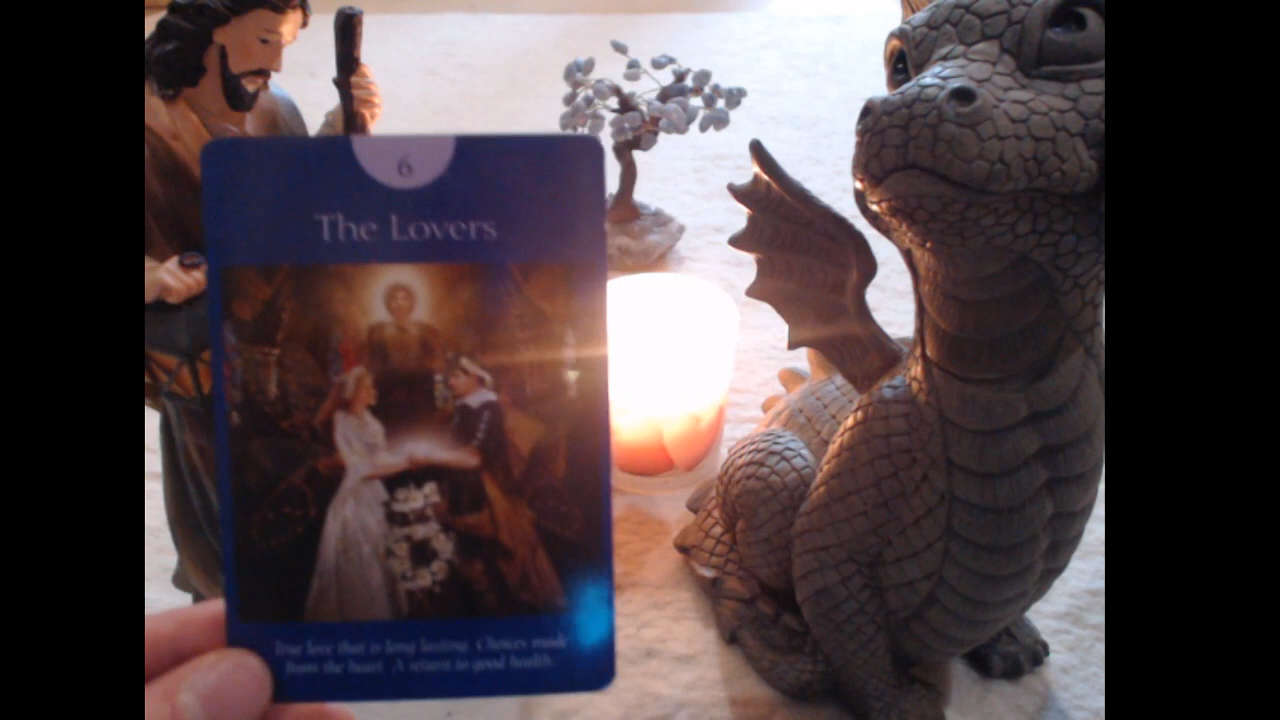 6
The Lovers
True love that is long lasting. Choices made
from the heart. A return to good health.